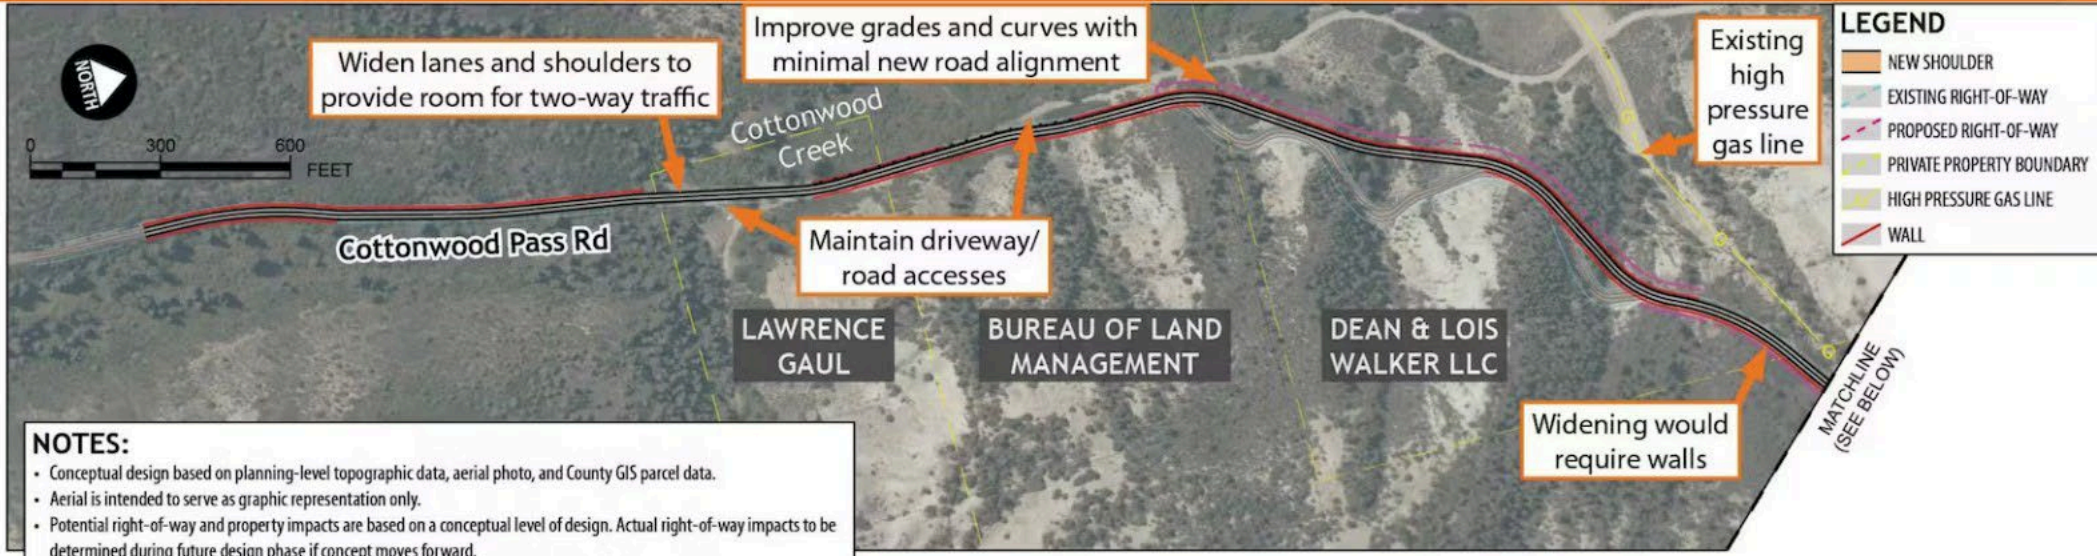 NORTH
0 300 600
FEET
Widen lanes and shoulders to
provide room for two-way traffic
Improve grades and curves with
minimal new road alignment
Existing
high
pressure
gas line
LEGEND
NEW SHOULDER
EXISTING RIGHT-OF-WAY
PROPOSED RIGHT-OF-WAY
PRIVATE PROPERTY BOUNDARY
HIGH PRESSURE GAS LINE
WALL
Cottonwood
Creek
Cottonwood Pass Rd
Maintain driveway/
road accesses
G
G
G
LAWRENCE
GAUL
BUREAU OF LAND
MANAGEMENT
DEAN & LOIS
WALKER LLC
MATCHLINE
(SEE BELOW)
Widening would
require walls
NOTES:
• Conceptual design based on planning-level topographic data, aerial photo, and County GIS parcel data.
• Aerial is intended to serve as graphic representation only.
• Potential right-of-way and property impacts are based on a conceptual level of design. Actual right-of-way impacts to be
determined during future design phase if concept moves forward.